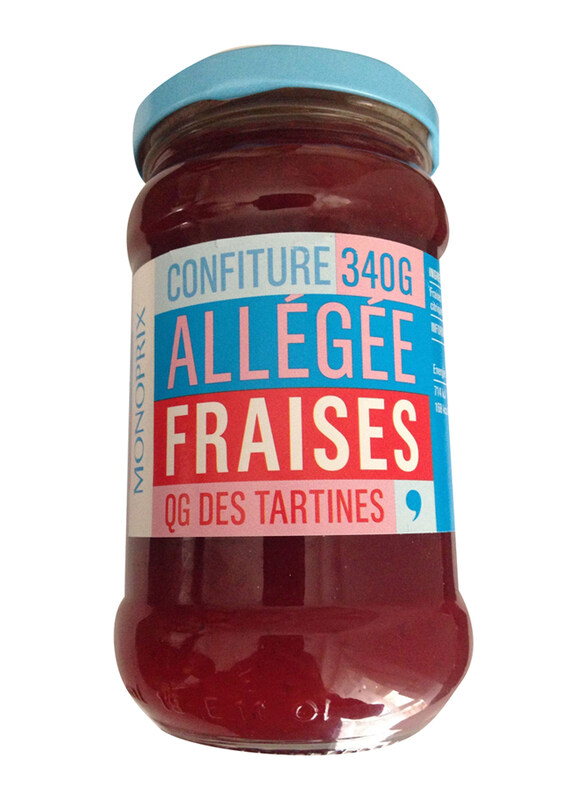 CONFITURE 340G
ALLÉGÉE
FRAISES
QG DES TARTINES
MONOPRIX